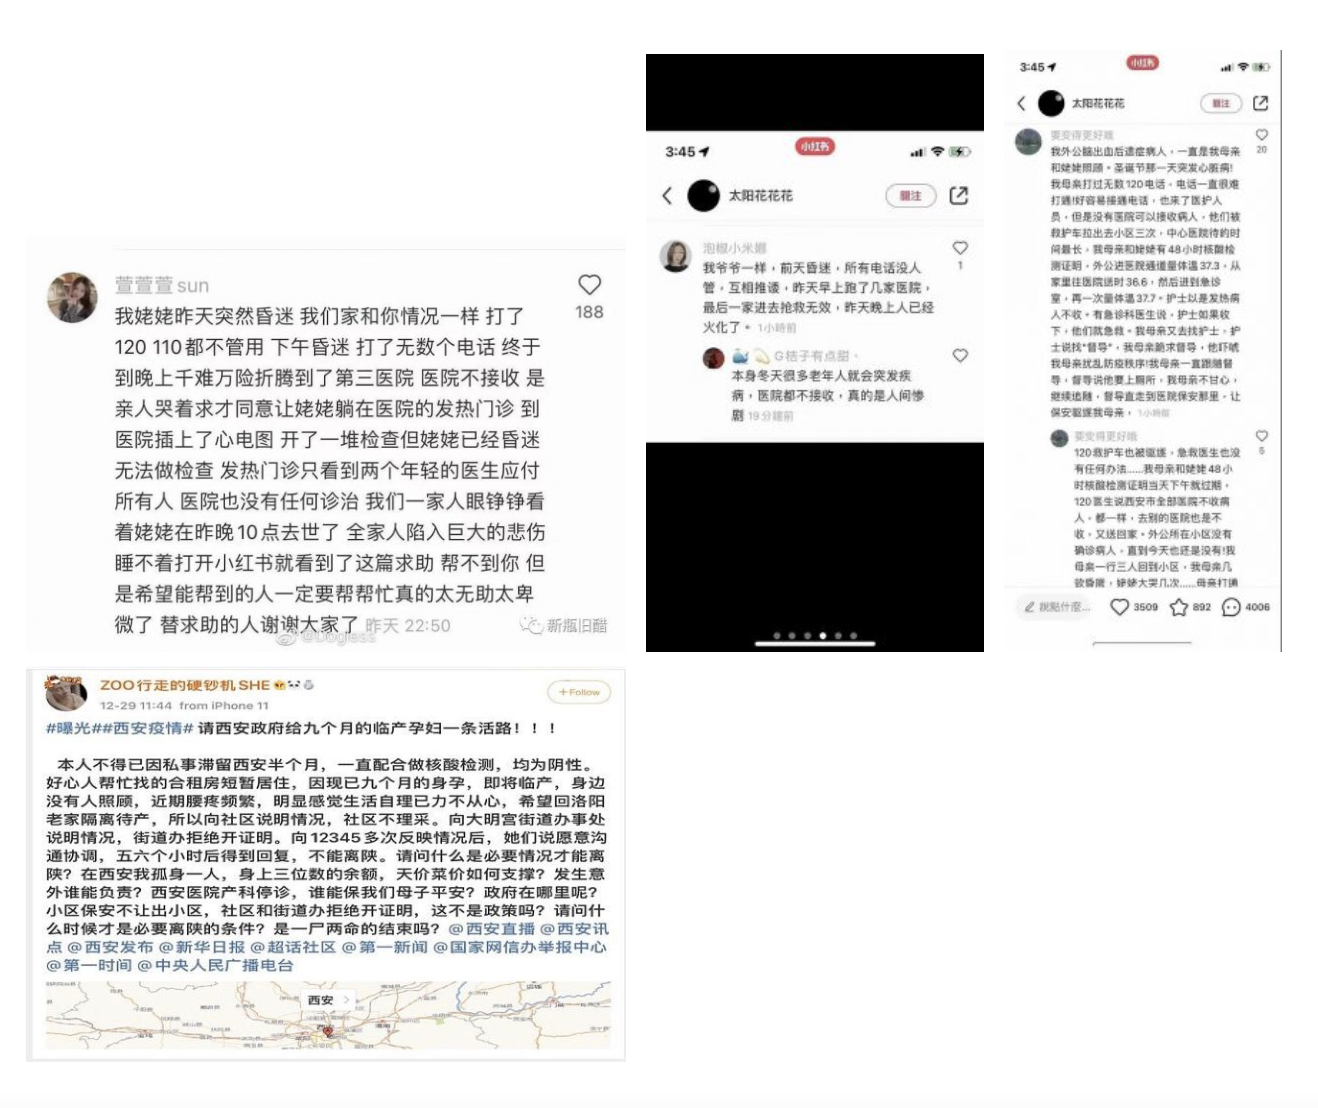 萱萱萱sun
188
我姥姥昨天突然昏迷 我们家和你情况一样 打了
120 110都不管用 下午昏迷 打了无数个电话 终于
到晚上千难万险折腾到了第三医院 医院不接收 是
亲人哭着求才同意让姥姥躺在医院的发热门诊 到
医院插上了心电图 开了一堆检查但姥姥已经昏迷
无法做检查 发热门诊只看到两个年轻的医生应付
所有人 医院也没有任何诊治 我们一家人眼铮铮看
着姥姥在昨晚10点去世了 全家人陷入巨大的悲伤
睡不着打开小红书就看到了这篇求助 帮不到你 但
是希望能帮到的人一定要帮帮忙真的太无助太卑
微了 替求助的人谢谢大家了 昨天 22:50
新瓶旧醋
3:45
小红书
太阳花花花
關注
泡椒小米娜
1
我爷爷一样，前天昏迷，所有电话没人
管，互相推诿，昨天早上跑了几家医院，
最后一家进去抢救无效，昨天晚上人已经
火化了。 1小時前
G桔子有点甜.
本身冬天很多老年人就会突发疾
病，医院都不接收，真的是人间惨
剧 19分鐘前
3:45
小红书
太阳花花花
關注
要变得更好哦
20
我外公脑出血后遗症病人，一直是我母亲
和姥姥照顾。圣诞节那一天突发心脏病！
我母亲打过无数120电话，电话一直很难
打通！好容易接通电话，也来了医护人
员，但是没有医院可以接收病人，他们被
救护车拉出去小区三次，中心医院待的时
间最长，我母亲和姥姥有48小时核酸检
测证明，外公进医院通道量体温37.3，从
家里往医院送时36.6，然后进到急诊
室，再一次量体温37.7。护士以是发热病
人不收。有急诊科医生说，护士如果收
下，他们就急救。我母亲又去找护士，护
士说找"督导"，我母亲跪求督导，他吓唬
我母亲扰乱防疫秩序！我母亲一直跟随督
导，督导说他要上厕所，我母亲不甘心，
继续追随，督导直走到医院保安那里，让
保安驱逐我母亲， 1小時前
要变得更好哦
6
120救护车也被驱逐，急救医生也没
有任何办法......我母亲和姥姥48小
时核酸检测证明当天下午就过期，
120医生说西安市全部医院不收病
人，都一样，去别的医院也是不
收，又送回家。外公所在小区没有
确诊病人，直到今天也还是没有！我
母亲一行三人回到小区，我母亲几
欲昏厥，姥姥大哭几次......母亲打通
說點什麼...
3509
892
4006
ZOO行走的硬钞机SHE
12-29 11:44 from iPhone 11
+Follow
#曝光##西安疫情# 请西安政府给九个月的临产孕妇一条活路！！！
本人不得已因私事滞留西安半个月，一直配合做核酸检测，均为阴性。
好心人帮忙找的合租房短暂居住，因现已九个月的身孕，即将临产，身边
没有人照顾，近期腰疼频繁，明显感觉生活自理已力不从心，希望回洛阳
老家隔离待产，所以向社区说明情况，社区不理采。向大明宫街道办事处
说明情况，街道办拒绝开证明。向12345多次反映情况后，她们说愿意沟
通协调，五六个小时后得到回复，不能离陕。请问什么是必要情况才能离
陕？在西安我孤身一人，身上三位数的余额，天价菜价如何支撑？发生意
外谁能负责？西安医院产科停诊，谁能保我们母子平安？政府在哪里呢？
小区保安不让出小区，社区和街道办拒绝开证明，这不是政策吗？请问什
么时候才是必要离陕的条件？是一尸两命的结束吗？@西安直播 @西安讯
点 @西安发布 @新华日报 @超话社区 @第一新闻 @国家网信办举报中心
@第一时间 @中央人民广播电台
西安